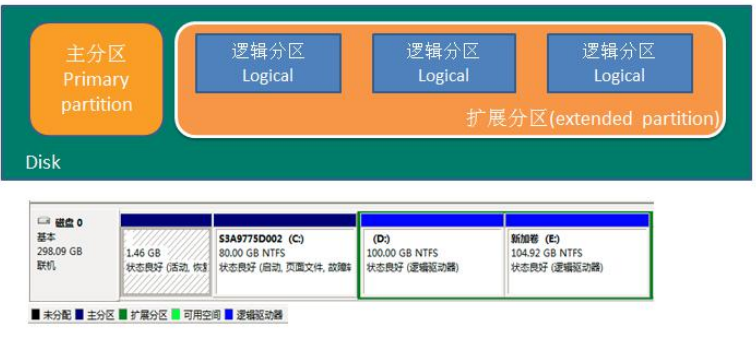 主分区
Primary
partition
逻辑分区
Logical
逻辑分区
Logical
逻辑分区
Logical
扩展分区(extended partition)
Disk
磁盘 0
基本
298.09 GB
联机
1.46 GB
状态良好 (活动, 恢
S3A9775D002 (C:)
80.00 GB NTFS
状态良好 (启动, 页面文件, 故障
(D:)
100.00 GB NTFS
状态良好 (逻辑驱动器)
新加卷 (E:)
104.92 GB NTFS
状态良好 (逻辑驱动器)
未分配 主分区 扩展分区 可用空间 逻辑驱动器